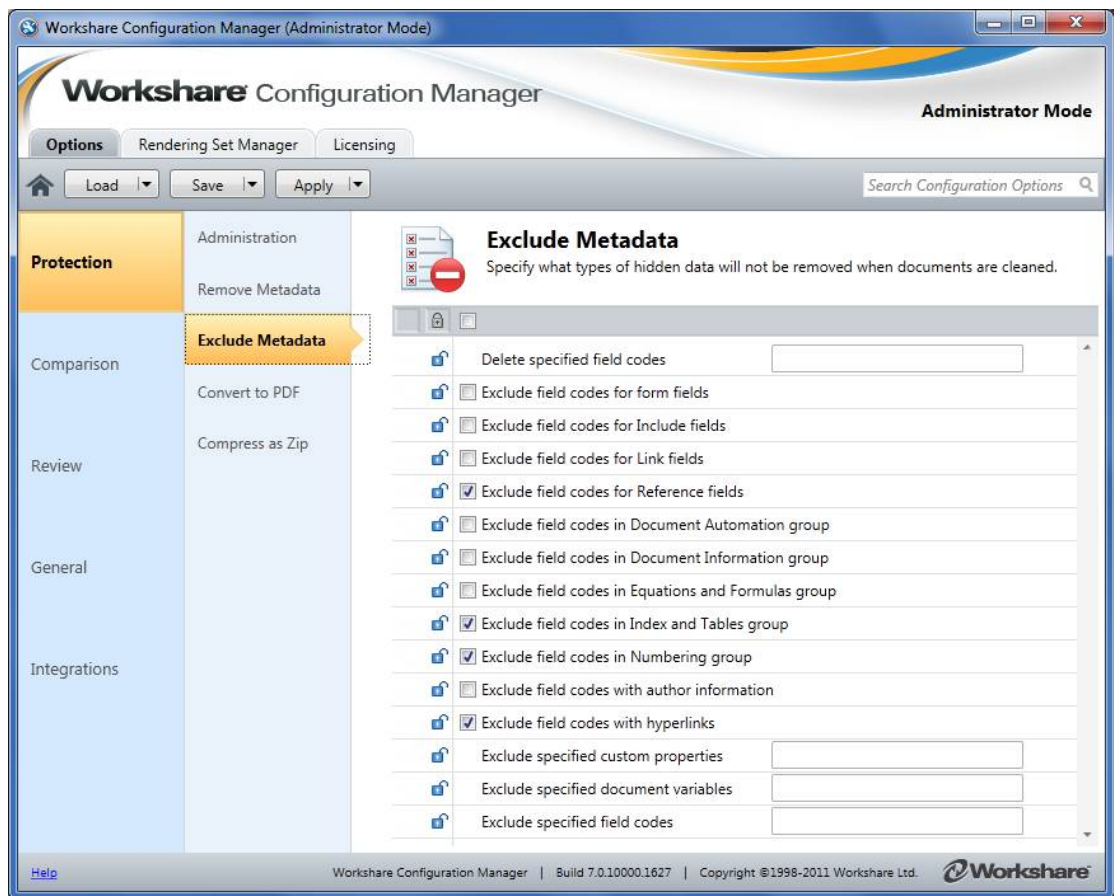 Workshare Configuration Manager (Administrator Mode)
Workshare Configuration Manager
Administrator Mode
Options Rendering Set Manager Licensing
Load Save Apply Search Configuration Options
Protection
Comparison
Review
General
Integrations
Administration
Remove Metadata
Exclude Metadata
Convert to PDF
Compress as Zip
Exclude Metadata
Specify what types of hidden data will not be removed when documents are cleaned.
Delete specified field codes
Exclude field codes for form fields
Exclude field codes for Include fields
Exclude field codes for Link fields
Exclude field codes for Reference fields
Exclude field codes in Document Automation group
Exclude field codes in Document Information group
Exclude field codes in Equations and Formulas group
Exclude field codes in Index and Tables group
Exclude field codes in Numbering group
Exclude field codes with author information
Exclude field codes with hyperlinks
Exclude specified custom properties
Exclude specified document variables
Exclude specified field codes
Help Workshare Configuration Manager | Build 7.0.10000.1627 | Copyright ©1998-2011 Workshare Ltd. Workshare